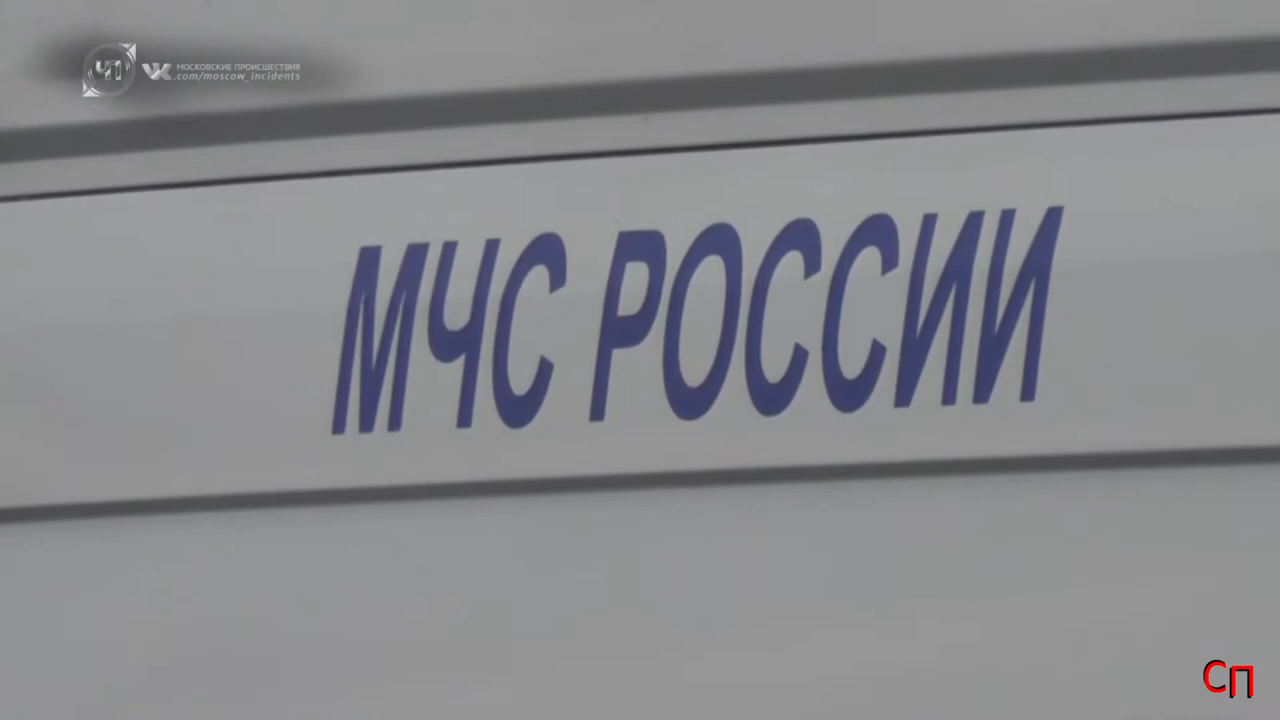 ЧП
МОСКОВСКИЕ ПРОИСШЕСТВИЯ
.com/moscow_incidents
МЧС РОССИИ
СП